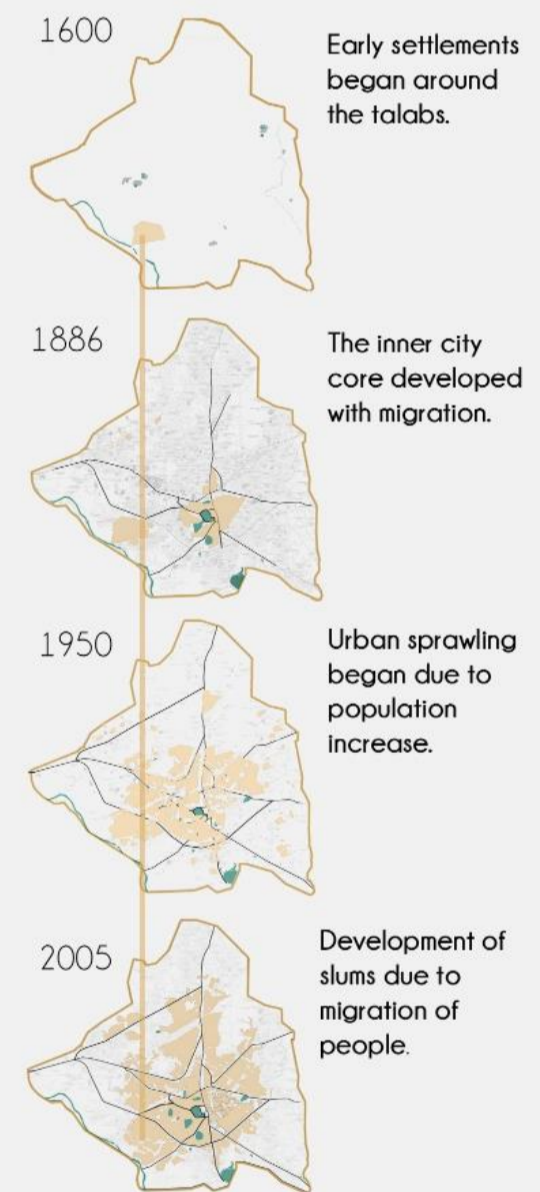 1600
Early settlements
began around
the talabs.
1886
The inner city
core developed
with migration.
1950
Urban sprawling
began due to
population
increase.
2005
Development of
slums due to
migration of
people.